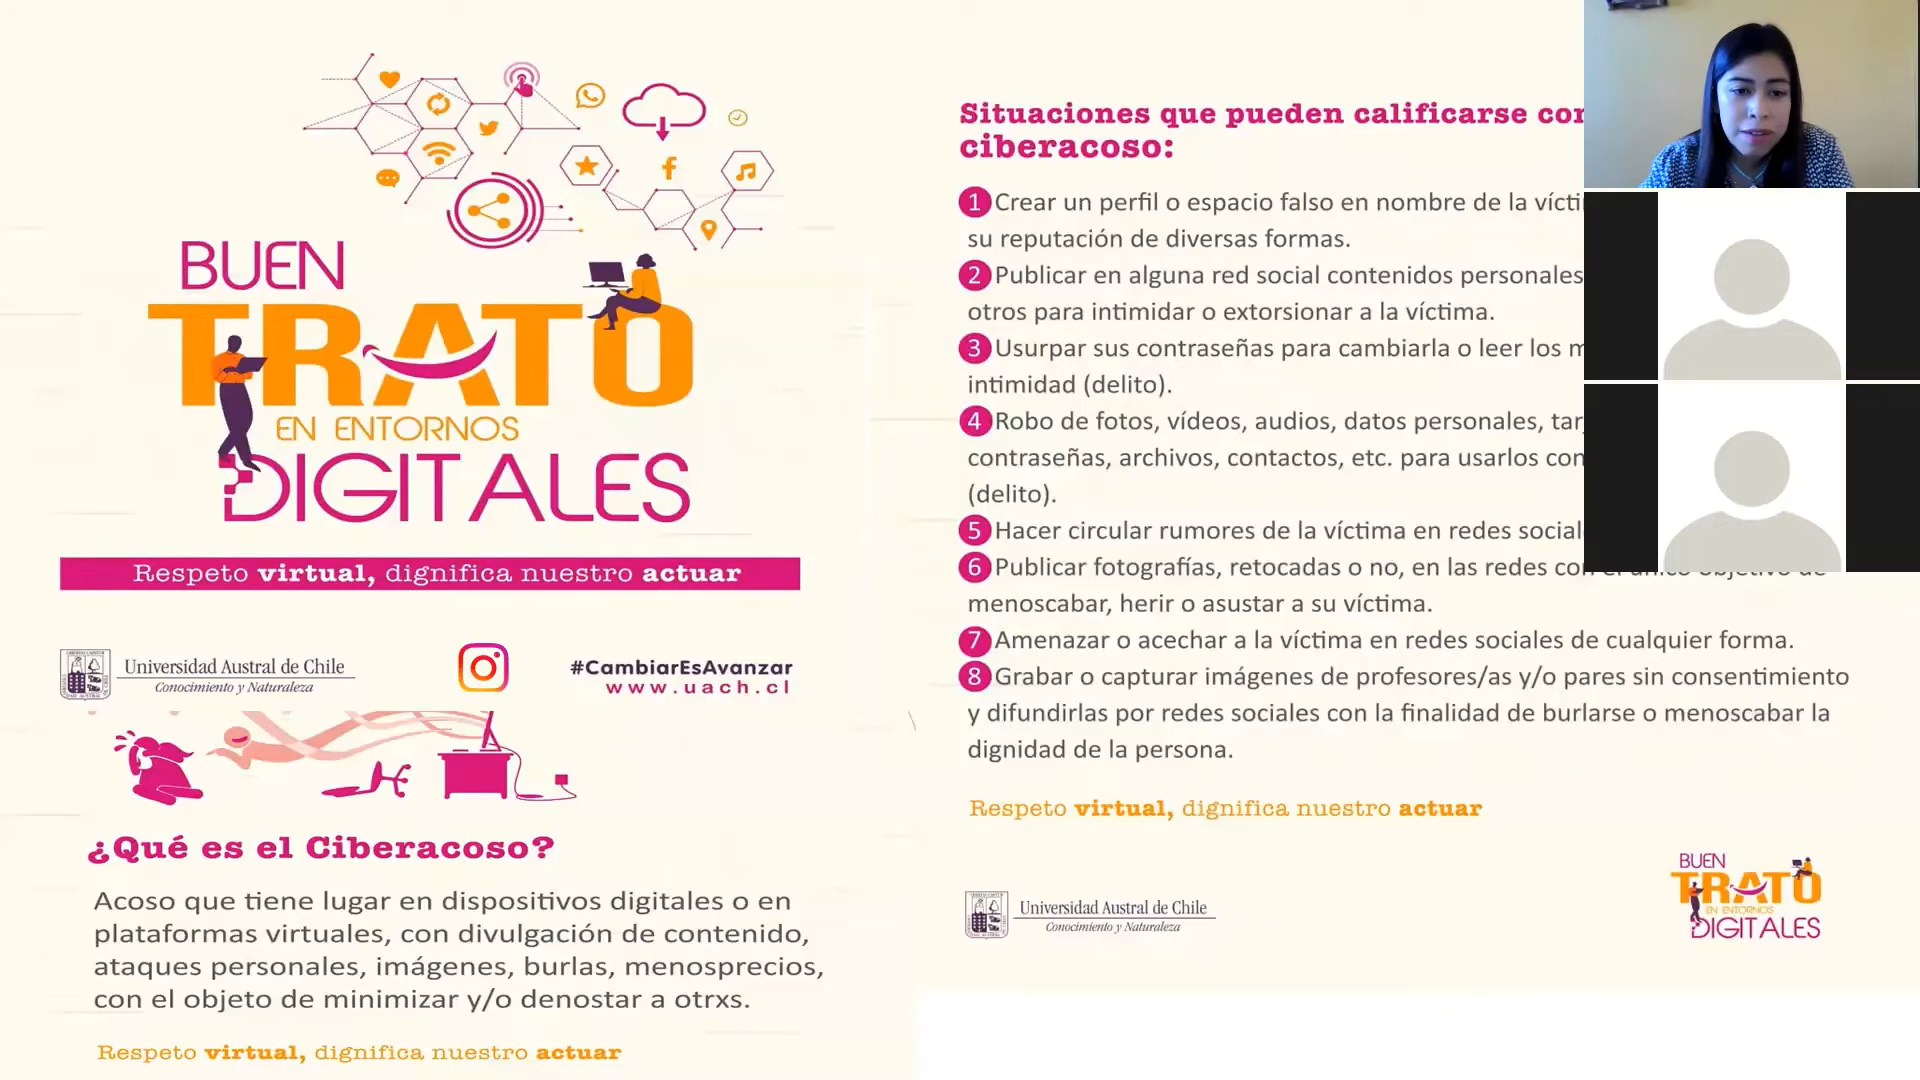 BUEN
TRATO
EN ENTORNOS
DIGITALES
Respeto virtual, dignifica nuestro actuar
Universidad Austral de Chile
Conocimiento y Naturaleza
#CambiarEsAvanzar
www.uach.cl
¿Qué es el Ciberacoso?
Acoso que tiene lugar en dispositivos digitales o en
plataformas virtuales, con divulgación de contenido,
ataques personales, imágenes, burlas, menosprecios,
con el objeto de minimizar y/o denostar a otrxs.
Respeto virtual, dignifica nuestro actuar
Situaciones que pueden calificarse
ciberacoso:
1 Crear un perfil o espacio falso en nombre de la
su reputación de diversas formas.
2 Publicar en alguna red social contenidos personales
otros para intimidar o extorsionar a la víctima.
3 Usurpar sus contraseñas para cambiarla o leer los
intimidad (delito).
4 Robo de fotos, vídeos, audios, datos personales,
contraseñas, archivos, contactos, etc. para usarlos
(delito).
5 Hacer circular rumores de la víctima en redes
6 Publicar fotografías, retocadas o no, en las redes con el único objetivo de
menoscabar, herir o asustar a su víctima.
7 Amenazar o acechar a la víctima en redes sociales de cualquier forma.
8 Grabar o capturar imágenes de profesores/as y/o pares sin consentimiento
y difundirlas por redes sociales con la finalidad de burlarse o menoscabar la
dignidad de la persona.
Respeto virtual, dignifica nuestro actuar
Universidad Austral de Chile
Conocimiento y Naturaleza
BUEN
TRATO
EN ENTORNOS
DIGITALES